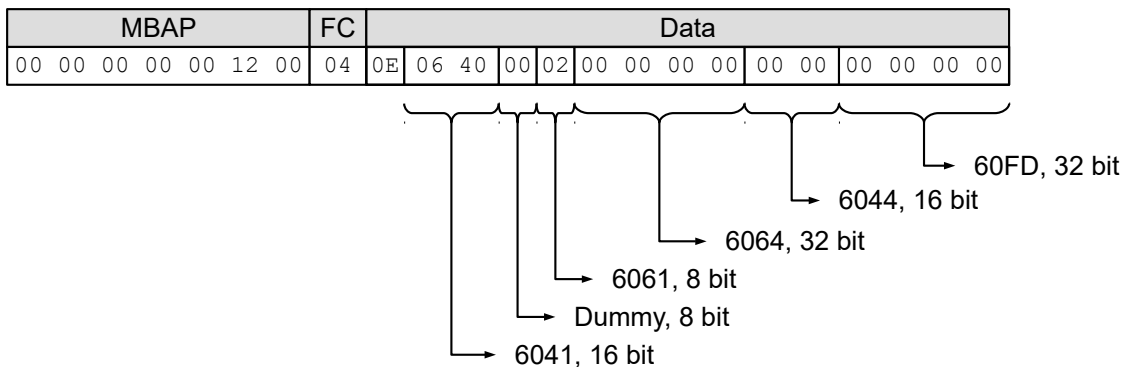 MBAP FC Data
00 00 00 00 00 12 00 04 0E 06 40 00 02 00 00 00 00 00 00 00 00 00 00
60FD, 32 bit
6044, 16 bit
6064, 32 bit
6061, 8 bit
Dummy, 8 bit
6041, 16 bit